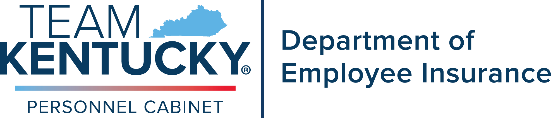 TEAM
KENTUCKY®
PERSONNEL CABINET
Department of
Employee Insurance